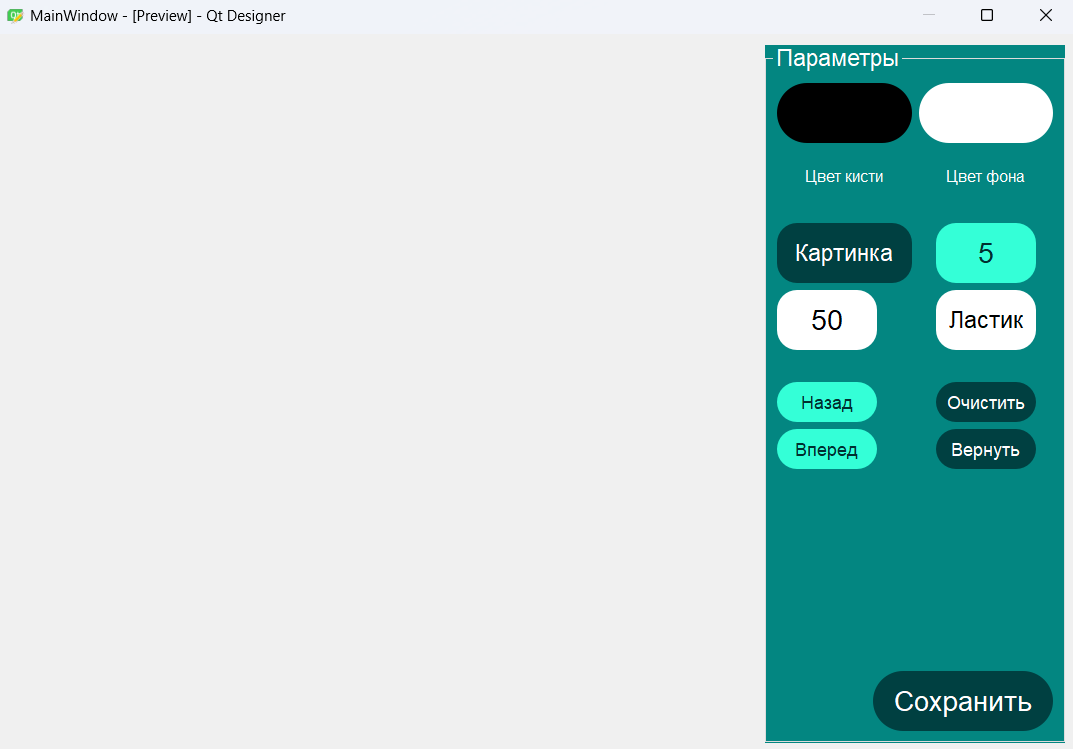 MainWindow - [Preview] - Qt Designer
Параметры
Цвет кисти Цвет фона
Картинка 5
50 Ластик
Назад Очистить
Вперед Вернуть
Сохранить